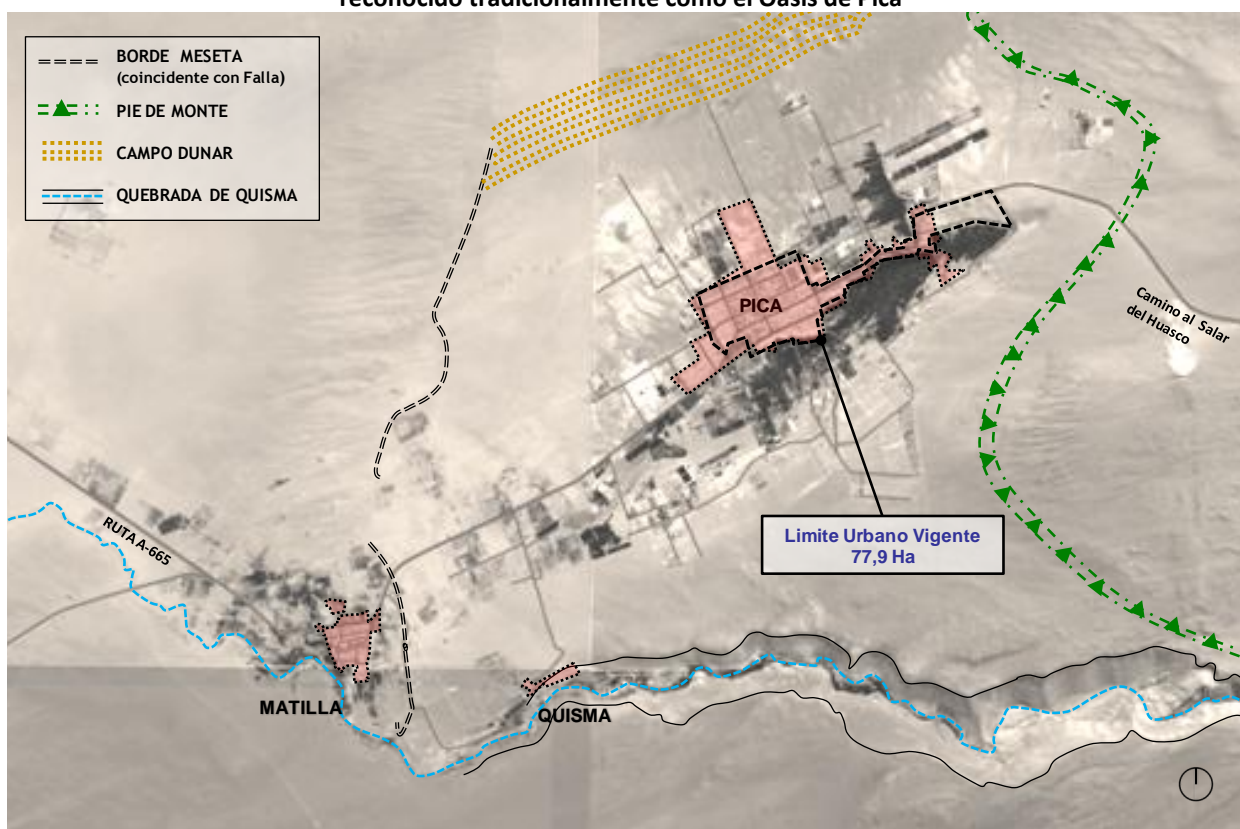 reconocido tradicionalmente como el Oasis de Pica
BORDE MESETA
(coincidente con Falla)
PIE DE MONTE
CAMPO DUNAR
QUEBRADA DE QUISMA
PICA
Camino al Salar
del Huasco
Limite Urbano Vigente
77,9 Ha
RUTA A-665
MATILLA
QUISMA